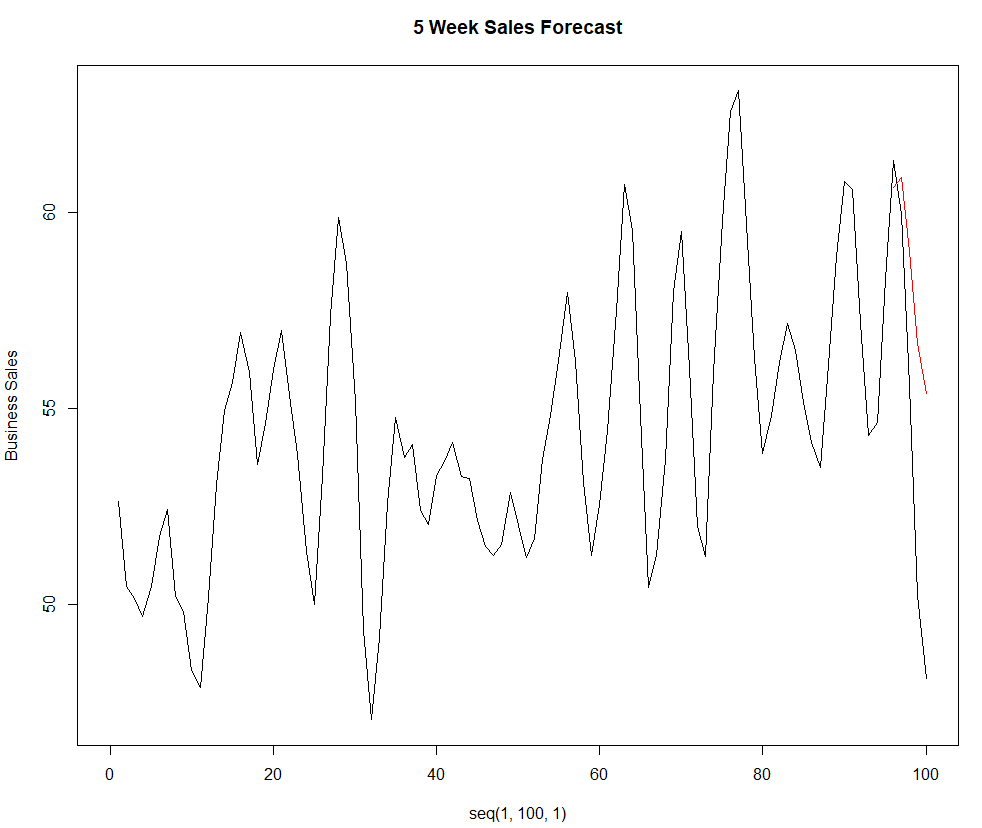 5 Week Sales Forecast
Business Sales
60
55
50
0 20 40 60 80 100
seq(1, 100, 1)